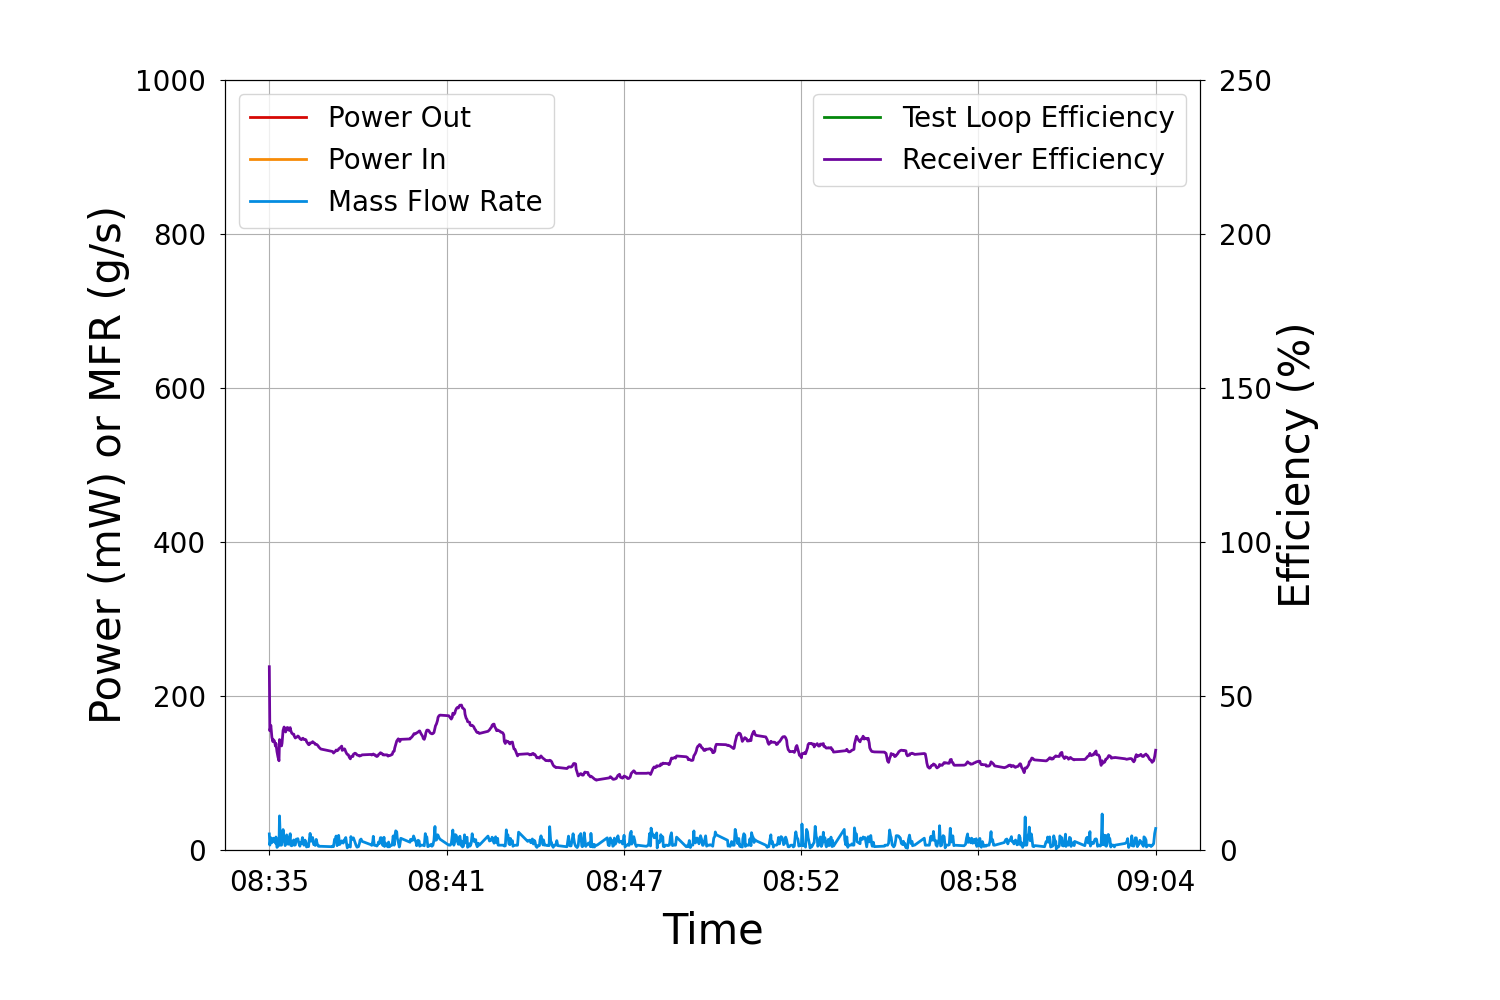 1000
800
600
400
200
0
Power (mW) or MFR (g/s)
Power Out
Power In
Mass Flow Rate
Test Loop Efficiency
Receiver Efficiency
250
200
150
100
50
0
Efficiency (%)
08:35 08:41 08:47 08:52 08:58 09:04
Time